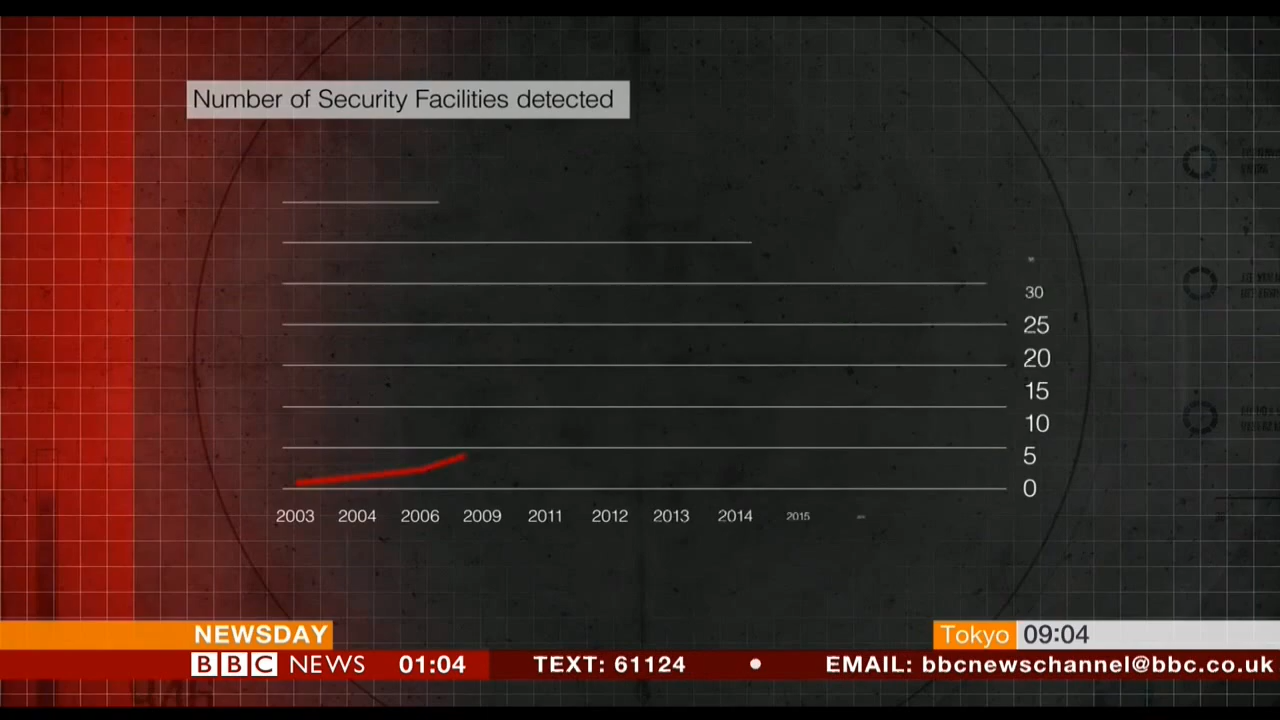 Number of Security Facilities detected
30
25
20
15
10
5
0
2003 2004 2006 2009 2011 2012 2013 2014 2015
NEWSDAY
Tokyo 09:04
BBC NEWS 01:04 TEXT: 61124 • EMAIL: bbcnewschannel@bbc.co.uk